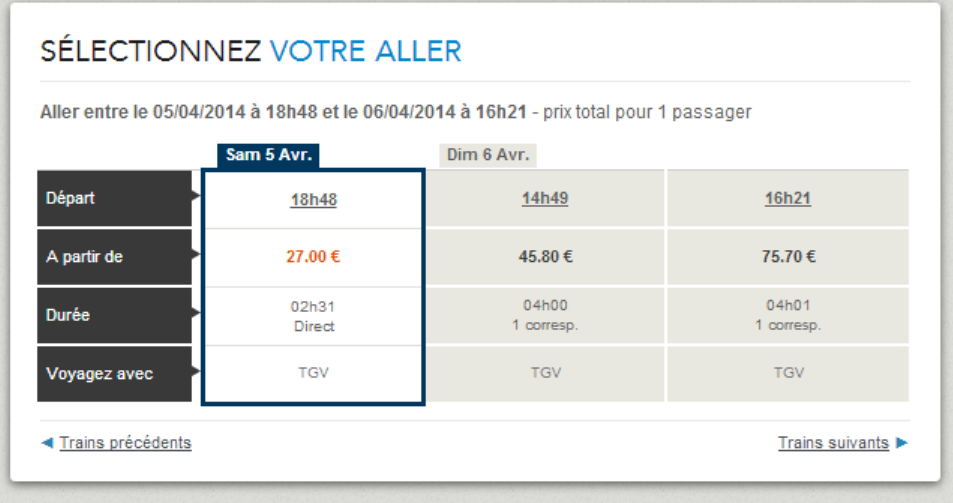 SÉLECTIONNEZ VOTRE ALLER
Aller entre le 05/04/2014 à 18h48 et le 06/04/2014 à 16h21 - prix total pour 1 passager
Sam 5 Avr. Dim 6 Avr.
Départ 18h48 14h49 16h21
A partir de 27.00 € 45.80 € 75.70 €
Durée 02h31 04h00 04h01
Direct 1 corresp. 1 corresp.
Voyagez avec TGV TGV TGV
◄ Trains précédents Trains suivants ►